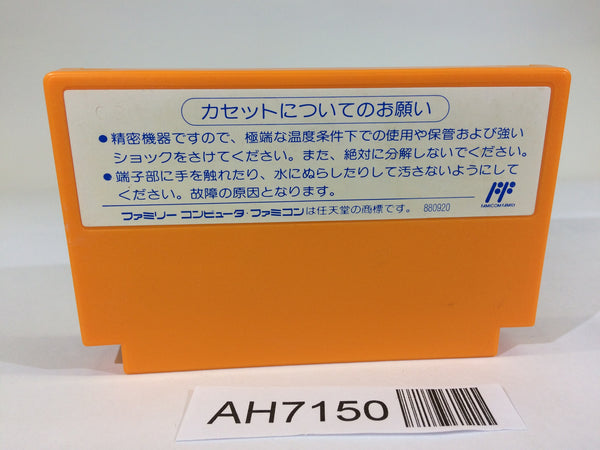 カセットについてのお願い
●精密機器ですので、極端な温度条件下での使用や保管および強い
ショックをさけてください。また、絶対に分解しないでください。
●端子部に手を触れたり、水にぬらしたりして汚さないようにして
ください。故障の原因となります。
ファミリー コンピュータ・ファミコンは任天堂の商標です。 880920
FAMICOM FAMILY
AH7150